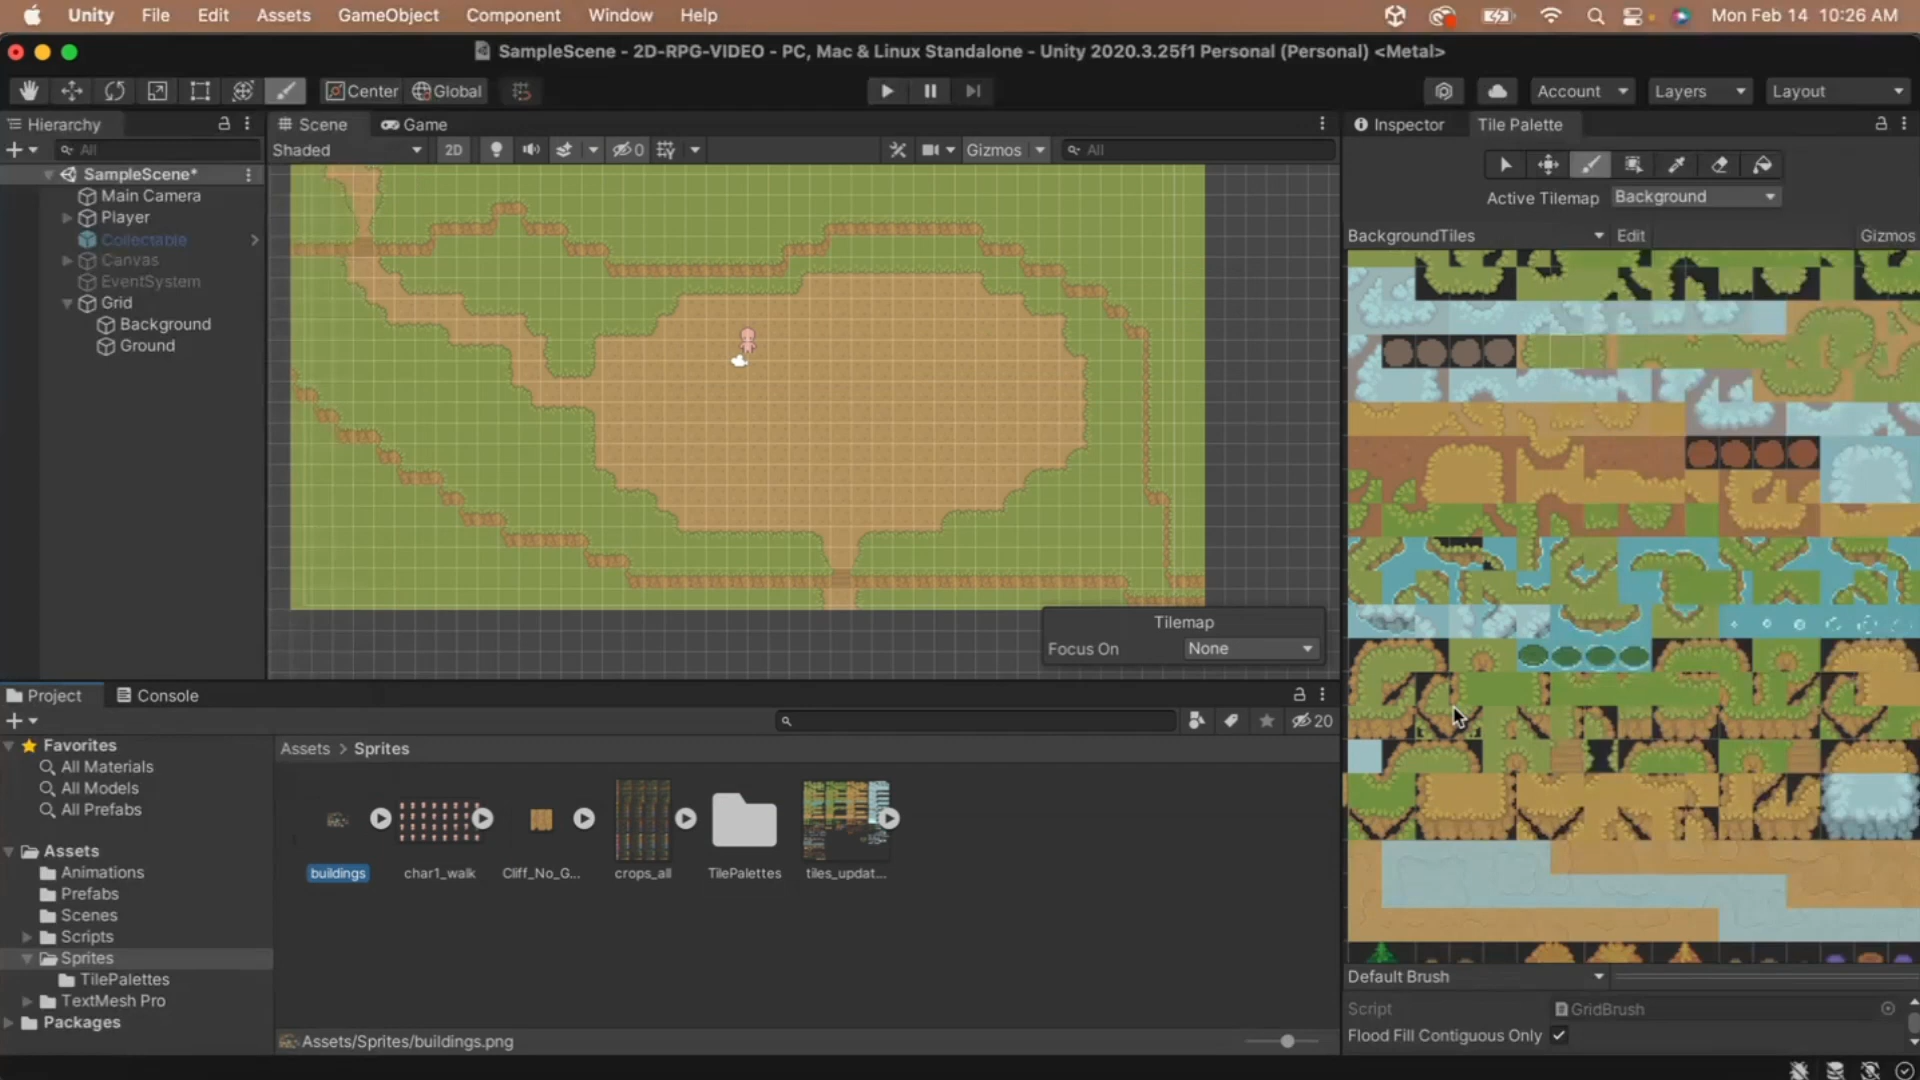 Unity File Edit Assets GameObject Component Window Help Mon Feb 14 10:26 AM
SampleScene - 2D-RPG-VIDEO - PC, Mac & Linux Standalone - Unity 2020.3.25f1 Personal (Personal) <Metal>
Center Global Account Layers Layout
Hierarchy Scene Game Inspector Tile Palette
All Shaded 2D 0 Gizmos All
SampleScene*
Main Camera
Player
Collectable
Canvas
EventSystem
Grid
Background
Ground
Active Tilemap Background
BackgroundTiles Edit Gizmos
Tilemap
Focus On None
Project Console
20
Favorites
All Materials
All Models
All Prefabs
Assets
Animations
Prefabs
Scenes
Scripts
Sprites
TilePalettes
TextMesh Pro
Packages
Assets > Sprites
buildings char1_walk Cliff_No_G... crops_all TilePalettes tiles_updat...
Assets/Sprites/buildings.png
Default Brush
Script GridBrush
Flood Fill Contiguous Only